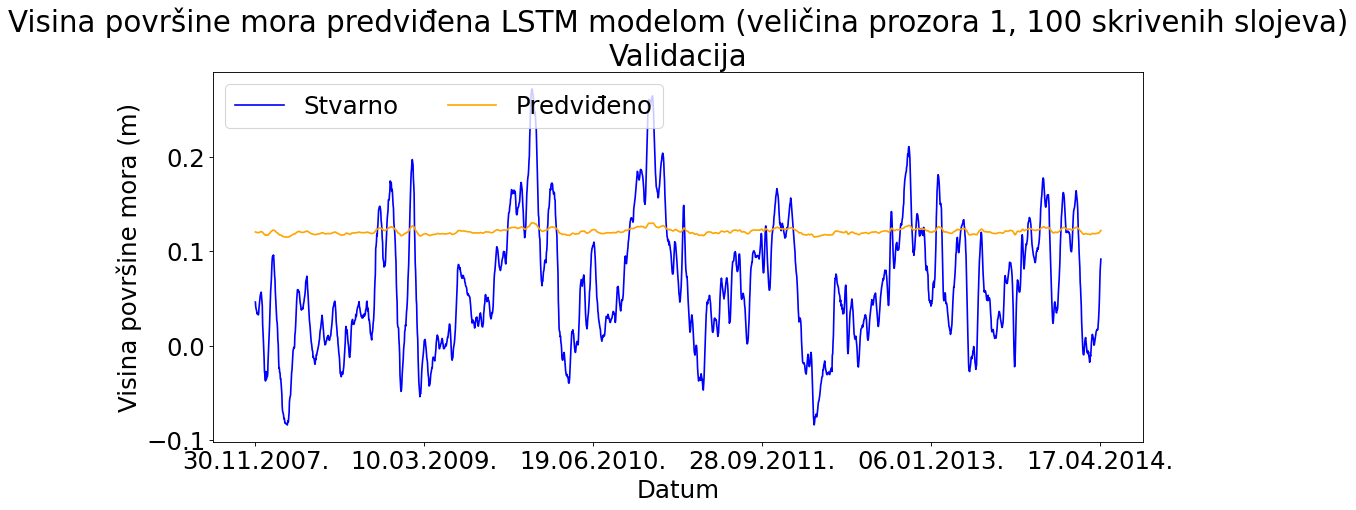 Visina površine mora predviđena LSTM modelom (veličina prozora 1, 100 skrivenih slojeva)
Validacija
Stvarno Predviđeno
Visina površine mora (m)
0.2
0.1
0.0
−0.1
30.11.2007. 10.03.2009. 19.06.2010. 28.09.2011. 06.01.2013. 17.04.2014.
Datum